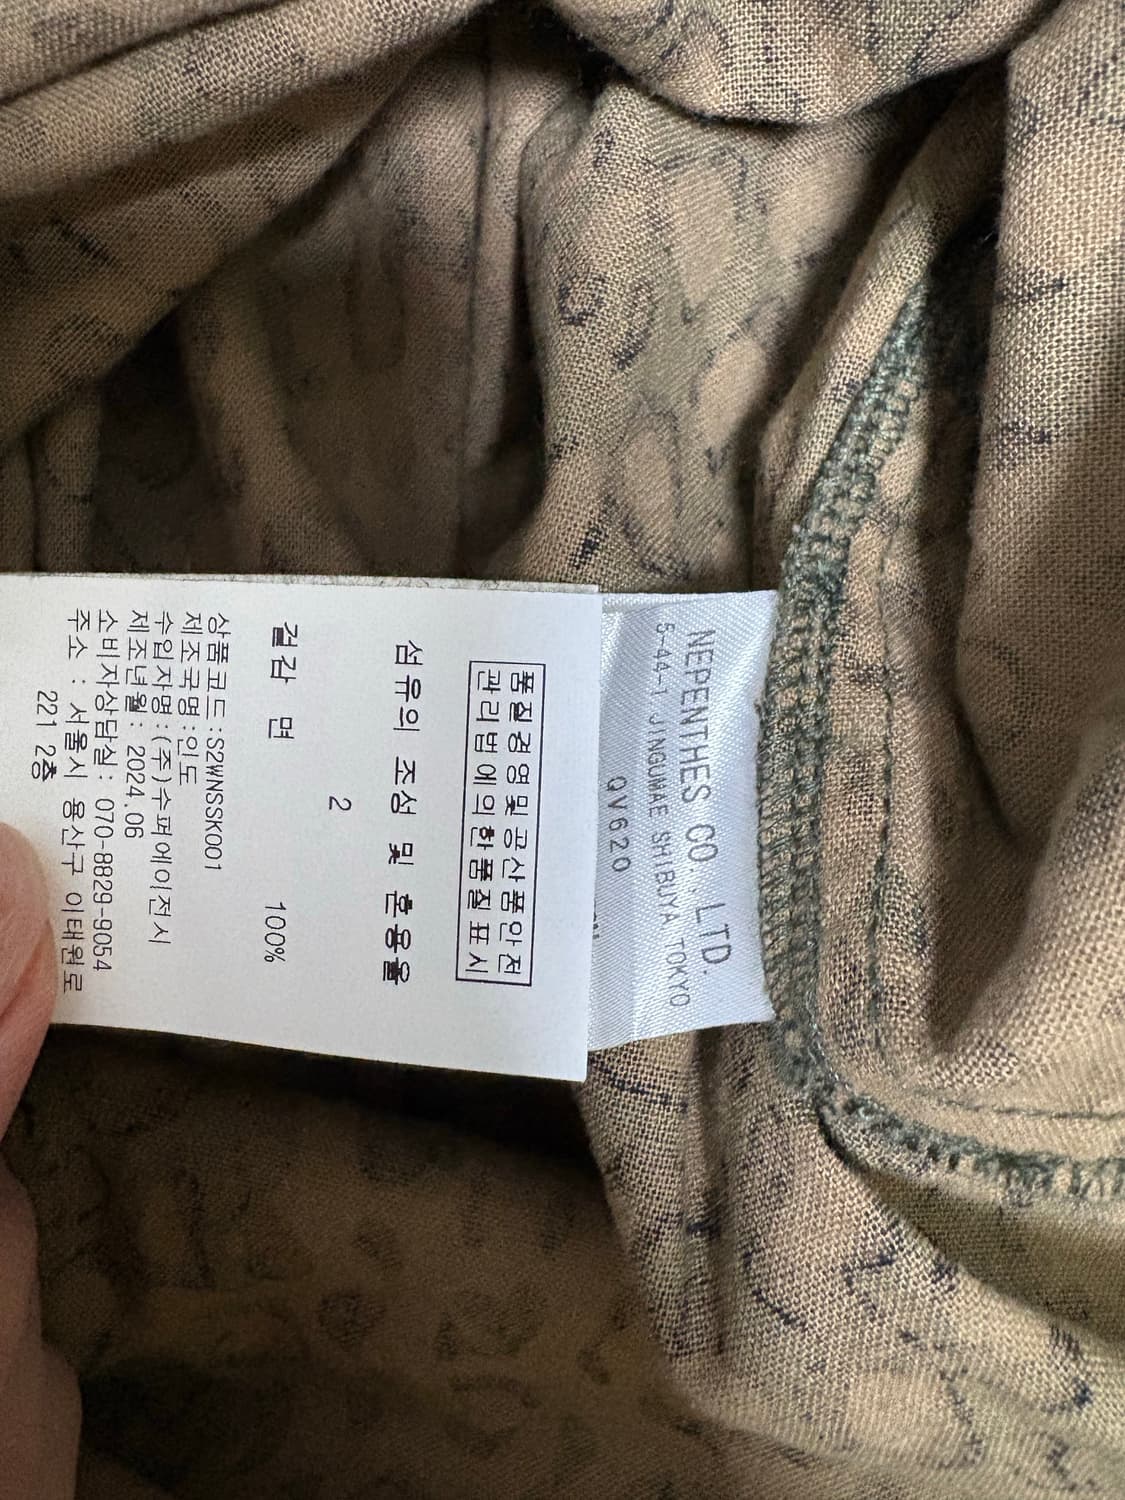 NEPENTHES CO., LTD.
5-44-1 JINGUMAE SHIBUYA TOKYO
QV620
품질경영및공산품안전
관리법에의한품질표시
섬유의 조성 및 혼용율
2
겉감 면 100%
상품코드:S2WNSSK001
제조국명:인도
수입자명:(주)수퍼에이전시
제조년월: 2024.06
소비자상담실: 070-8829-9054
주소 : 서울시 용산구 이태원로
221 2층